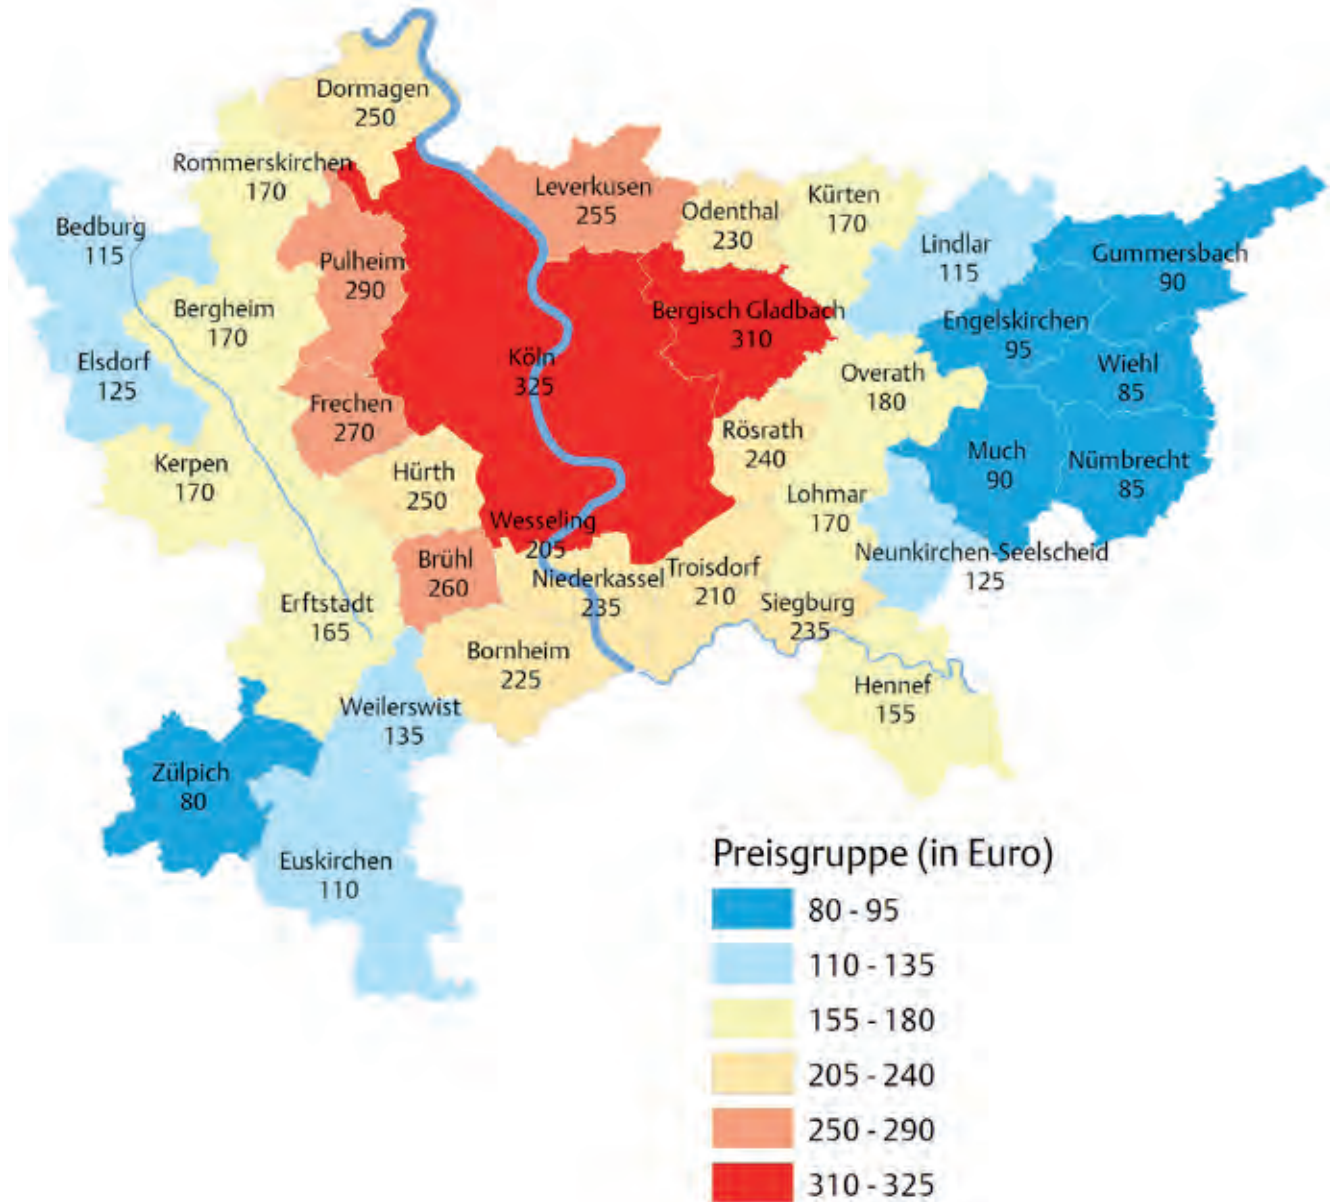 Dormagen
250
Rommerskirchen
170
Leverkusen
255
Odenthal
230
Kürten
170
Bedburg
115
Lindlar
115
Gummersbach
90
Pulheim
290
Bergheim
170
Bergisch Gladbach
310
Engelskirchen
95
Elsdorf
125
Köln
325
Overath
180
Wiehl
85
Frechen
270
Rösrath
240
Kerpen
170
Hürth
250
Much
90
Nümbrecht
85
Lohmar
170
Wesseling
205
Neunkirchen-Seelscheid
125
Brühl
260
Niederkassel
235
Troisdorf
210
Siegburg
235
Erftstadt
165
Bornheim
225
Hennef
155
Weilerswist
135
Zülpich
80
Euskirchen
110
Preisgruppe (in Euro)
80 - 95
110 - 135
155 - 180
205 - 240
250 - 290
310 - 325